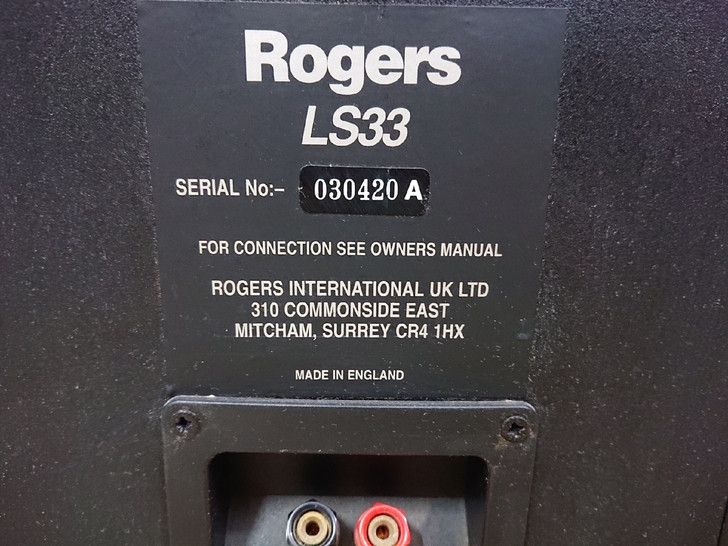 Rogers
LS33
SERIAL No:- 030420 A
FOR CONNECTION SEE OWNERS MANUAL
ROGERS INTERNATIONAL UK LTD
310 COMMONSIDE EAST
MITCHAM, SURREY CR4 1HX
MADE IN ENGLAND